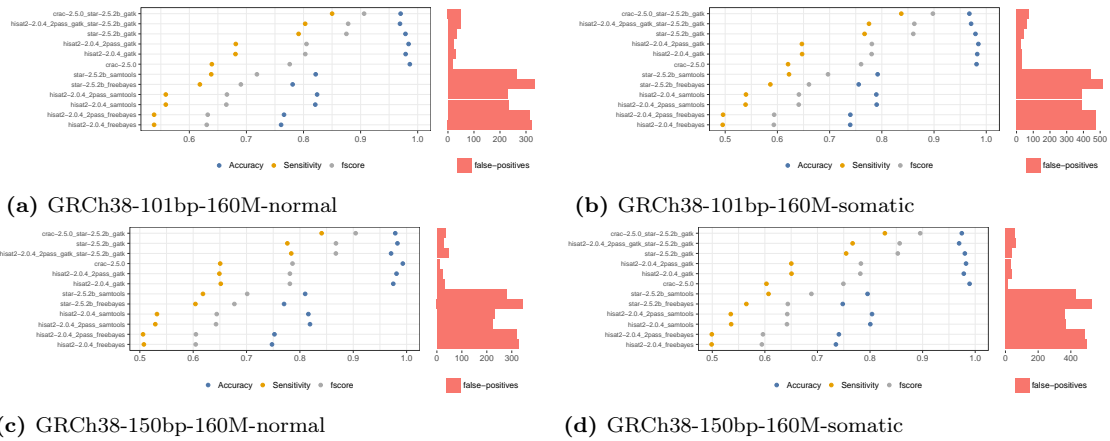 crac−2.5.0_star−2.5.2b_gatk
hisat2−2.0.4_2pass_gatk_star−2.5.2b_gatk
star−2.5.2b_gatk
hisat2−2.0.4_2pass_gatk
hisat2−2.0.4_gatk
crac−2.5.0
star−2.5.2b_samtools
star−2.5.2b_freebayes
hisat2−2.0.4_2pass_samtools
hisat2−2.0.4_samtools
hisat2−2.0.4_2pass_freebayes
hisat2−2.0.4_freebayes
0.6 0.7 0.8 0.9 1.0
0 100 200 300
Accuracy Sensitivity fscore
false−positives
(a) GRCh38-101bp-160M-normal
crac−2.5.0_star−2.5.2b_gatk
hisat2−2.0.4_2pass_gatk_star−2.5.2b_gatk
star−2.5.2b_gatk
hisat2−2.0.4_2pass_gatk
hisat2−2.0.4_gatk
crac−2.5.0
star−2.5.2b_samtools
star−2.5.2b_freebayes
hisat2−2.0.4_samtools
hisat2−2.0.4_2pass_samtools
hisat2−2.0.4_2pass_freebayes
hisat2−2.0.4_freebayes
0.5 0.6 0.7 0.8 0.9 1.0
0 100 200 300 400 500
Accuracy Sensitivity fscore
false−positives
(b) GRCh38-101bp-160M-somatic
crac−2.5.0_star−2.5.2b_gatk
star−2.5.2b_gatk
hisat2−2.0.4_2pass_gatk_star−2.5.2b_gatk
crac−2.5.0
hisat2−2.0.4_2pass_gatk
hisat2−2.0.4_gatk
star−2.5.2b_samtools
star−2.5.2b_freebayes
hisat2−2.0.4_samtools
hisat2−2.0.4_2pass_samtools
hisat2−2.0.4_2pass_freebayes
hisat2−2.0.4_freebayes
0.5 0.6 0.7 0.8 0.9 1.0
0 100 200 300
Accuracy Sensitivity fscore
false−positives
(c) GRCh38-150bp-160M-normal
crac−2.5.0_star−2.5.2b_gatk
hisat2−2.0.4_2pass_gatk_star−2.5.2b_gatk
star−2.5.2b_gatk
hisat2−2.0.4_2pass_gatk
hisat2−2.0.4_gatk
crac−2.5.0
star−2.5.2b_samtools
star−2.5.2b_freebayes
hisat2−2.0.4_samtools
hisat2−2.0.4_2pass_samtools
hisat2−2.0.4_2pass_freebayes
hisat2−2.0.4_freebayes
0.5 0.6 0.7 0.8 0.9 1.0
0 200 400
Accuracy Sensitivity fscore
false−positives
(d) GRCh38-150bp-160M-somatic